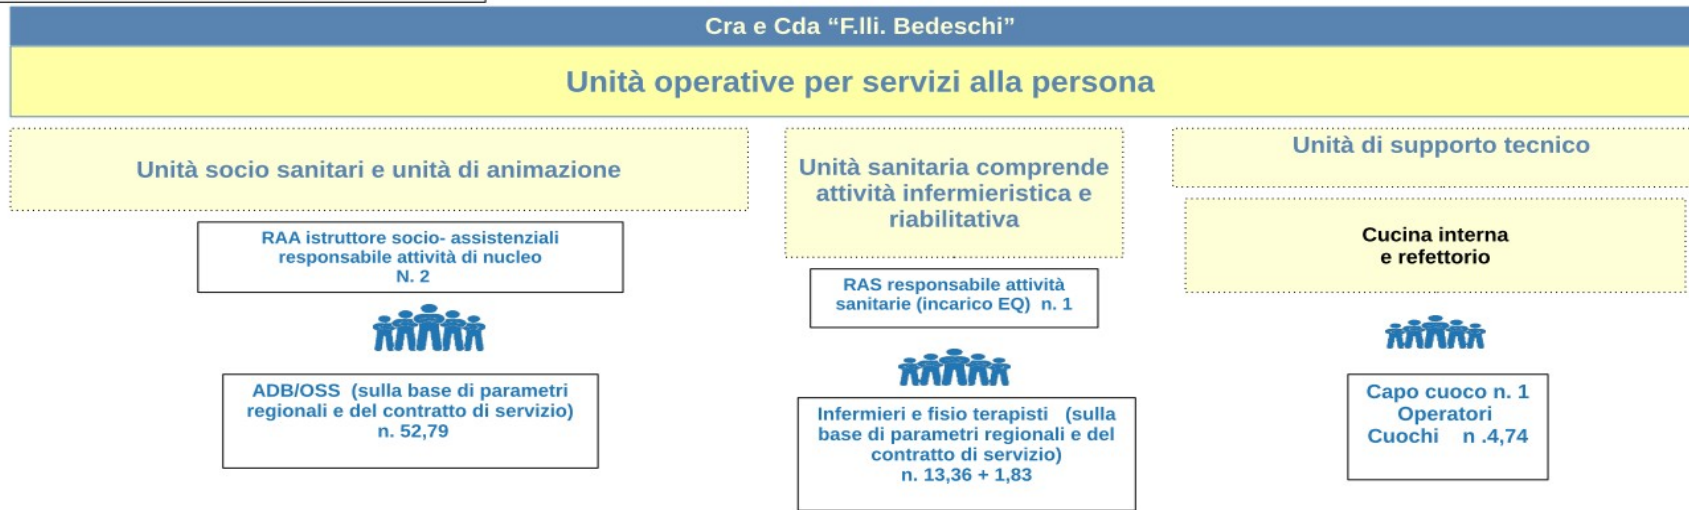 Cra e Cda “F.lli. Bedeschi”
Unità operative per servizi alla persona
Unità socio sanitari e unità di animazione
RAA istruttore socio- assistenziali
responsabile attività di nucleo
N. 2
ADB/OSS (sulla base di parametri
regionali e del contratto di servizio)
n. 52,79
Unità sanitaria comprende
attività infermieristica e
riabilitativa
RAS responsabile attività
sanitarie (incarico EQ) n. 1
Infermieri e fisio terapisti (sulla
base di parametri regionali e del
contratto di servizio)
n. 13,36 + 1,83
Unità di supporto tecnico
Cucina interna
e refettorio
Capo cuoco n. 1
Operatori
Cuochi n .4,74